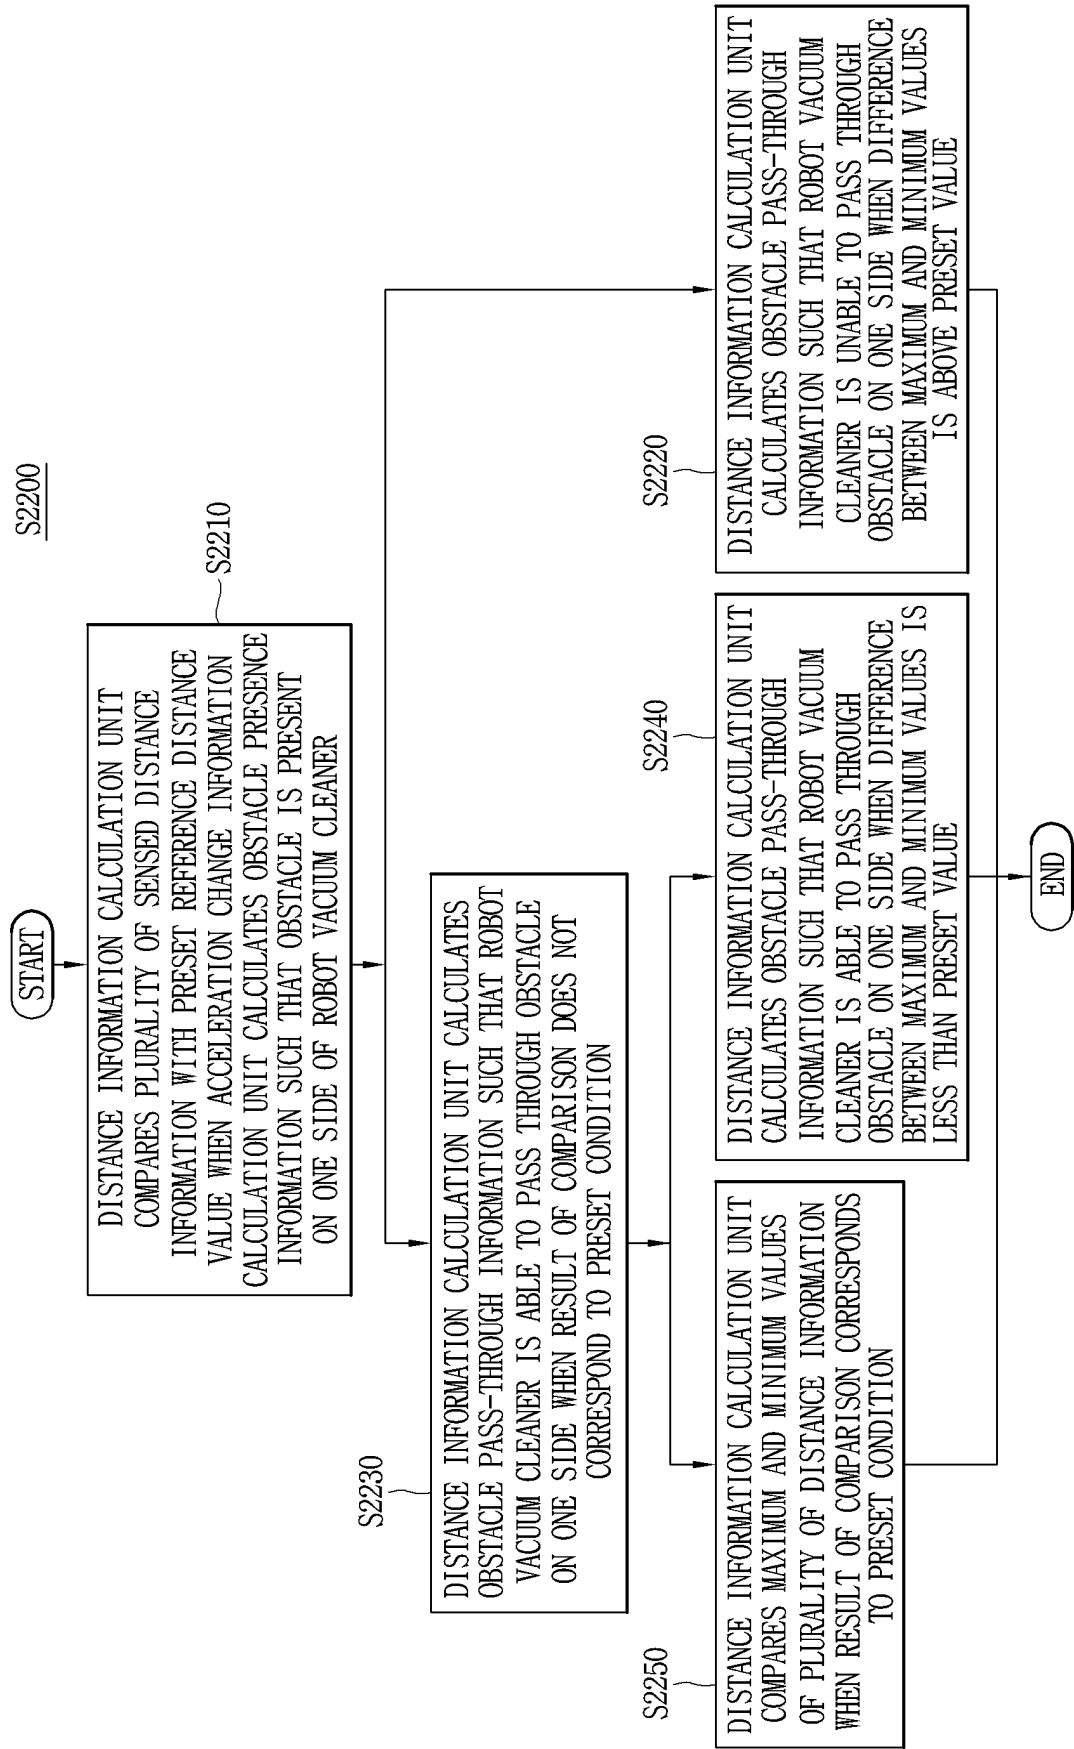 S2200
START
S2210
DISTANCE INFORMATION CALCULATION UNIT
COMPARES PLURALITY OF SENSED DISTANCE
INFORMATION WITH PRESET REFERENCE DISTANCE
VALUE WHEN ACCELERATION CHANGE INFORMATION
CALCULATION UNIT CALCULATES OBSTACLE PRESENCE
INFORMATION SUCH THAT OBSTACLE IS PRESENT
ON ONE SIDE OF ROBOT VACUUM CLEANER
S2230
DISTANCE INFORMATION CALCULATION UNIT CALCULATES
OBSTACLE PASS-THROUGH INFORMATION SUCH THAT ROBOT
VACUUM CLEANER IS ABLE TO PASS THROUGH OBSTACLE
ON ONE SIDE WHEN RESULT OF COMPARISON DOES NOT
CORRESPOND TO PRESET CONDITION
S2250
DISTANCE INFORMATION CALCULATION UNIT
COMPARES MAXIMUM AND MINIMUM VALUES
OF PLURALITY OF DISTANCE INFORMATION
WHEN RESULT OF COMPARISON CORRESPONDS
TO PRESET CONDITION
S2240
DISTANCE INFORMATION CALCULATION UNIT
CALCULATES OBSTACLE PASS-THROUGH
INFORMATION SUCH THAT ROBOT VACUUM
CLEANER IS ABLE TO PASS THROUGH
OBSTACLE ON ONE SIDE WHEN DIFFERENCE
BETWEEN MAXIMUM AND MINIMUM VALUES IS
LESS THAN PRESET VALUE
S2220
DISTANCE INFORMATION CALCULATION UNIT
CALCULATES OBSTACLE PASS-THROUGH
INFORMATION SUCH THAT ROBOT VACUUM
CLEANER IS UNABLE TO PASS THROUGH
OBSTACLE ON ONE SIDE WHEN DIFFERENCE
BETWEEN MAXIMUM AND MINIMUM VALUES
IS ABOVE PRESET VALUE
END